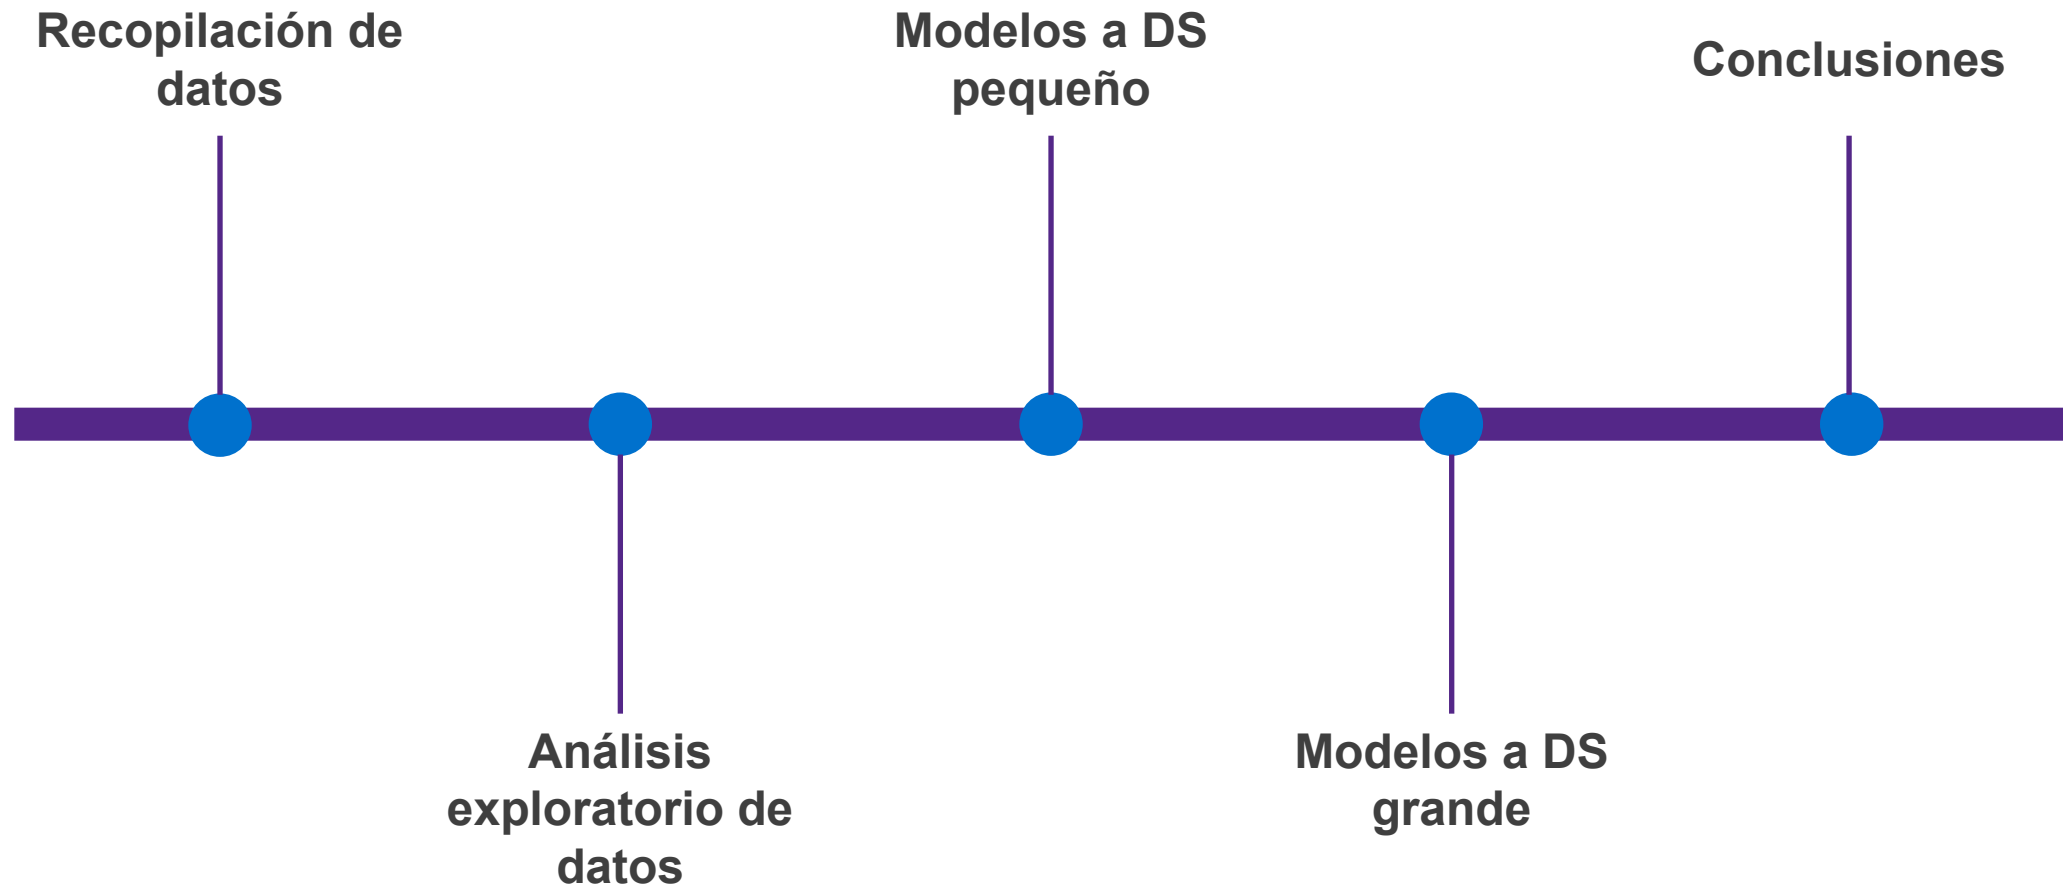 Recopilación de
datos
Modelos a DS
pequeño
Conclusiones
Análisis
exploratorio de
datos
Modelos a DS
grande